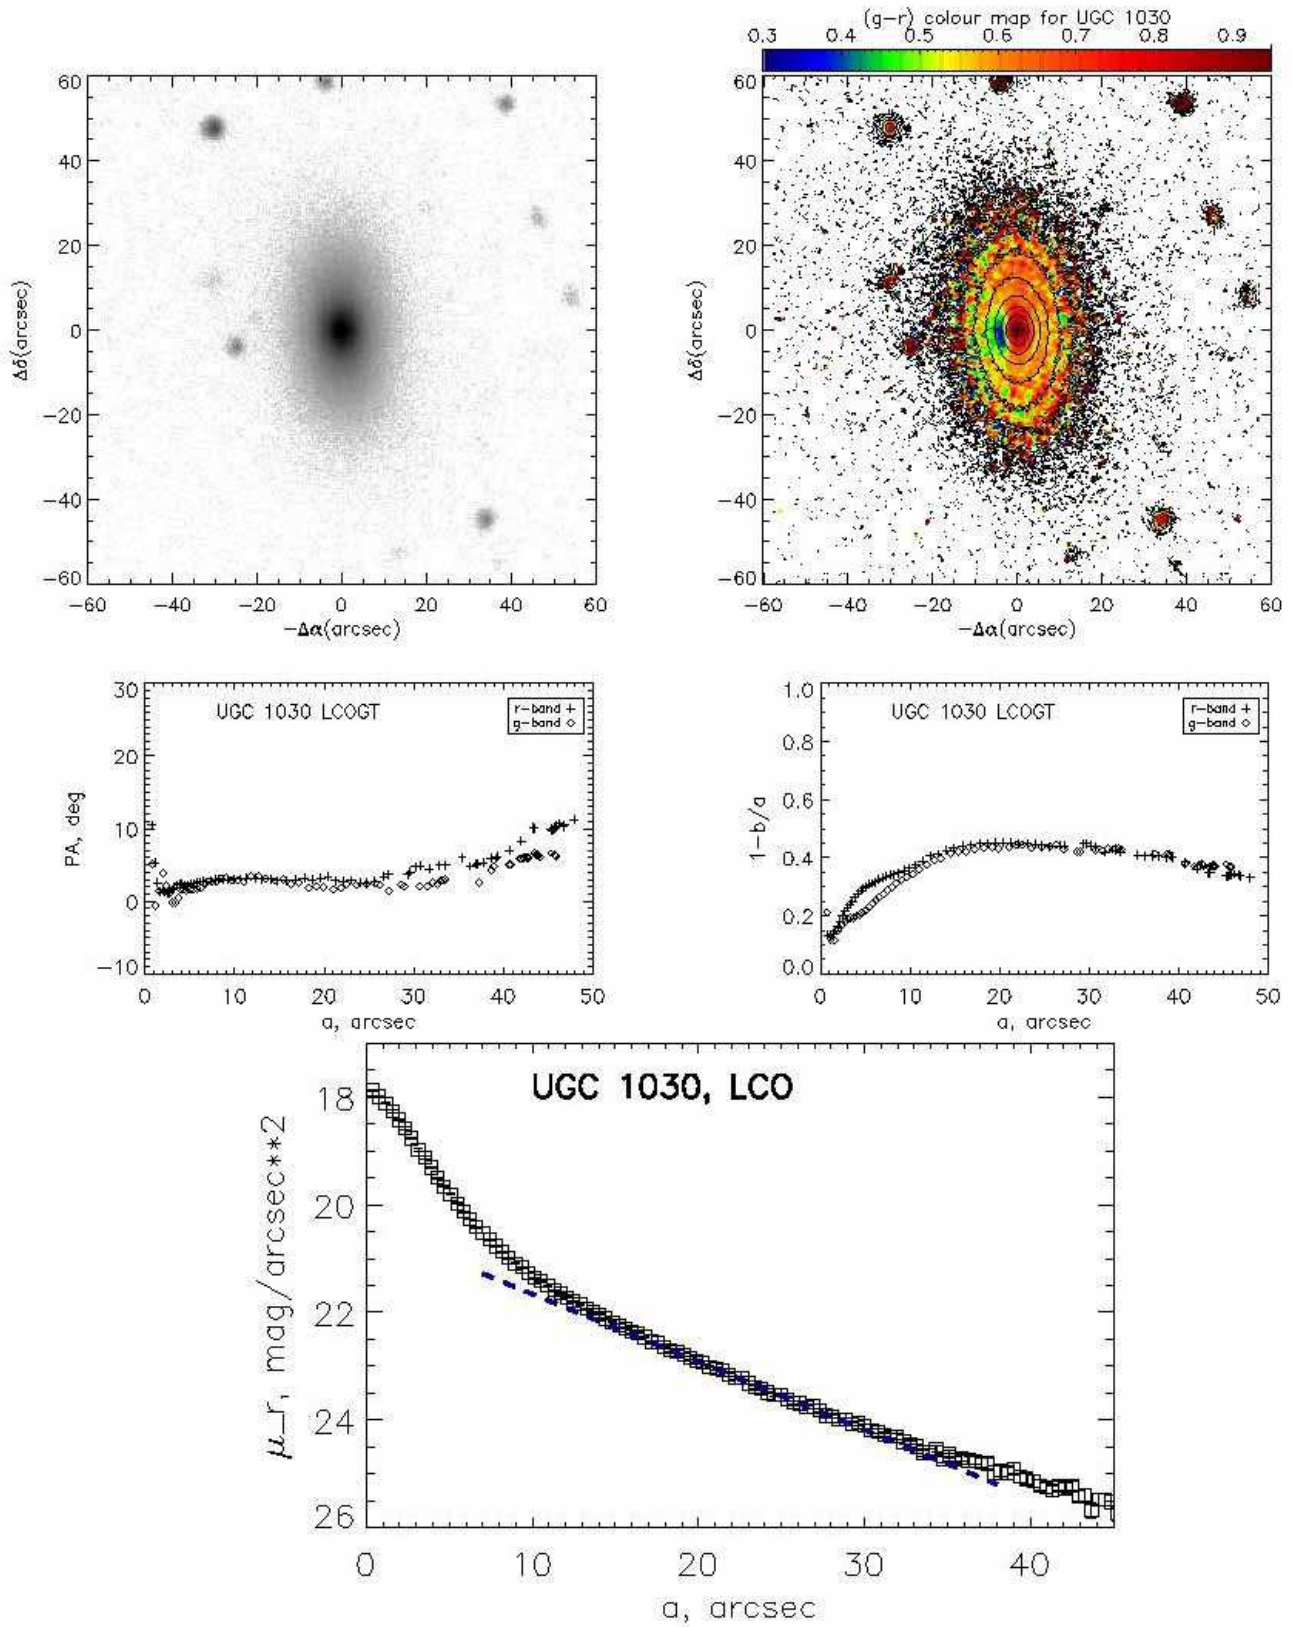 (g-r) colour map for UGC 1030
0.3 0.4 0.5 0.6 0.7 0.8 0.9
60
40
20
0
-20
-40
-60
Δδ(arcsec)
-60 -40 -20 0 20 40 60
-Δα(arcsec)
60
40
20
0
-20
-40
-60
Δδ(arcsec)
-60 -40 -20 0 20 40 60
-Δα(arcsec)
30
20
10
0
-10
PA, deg
UGC 1030 LCOGT
r-band +
g-band ◇
0 10 20 30 40 50
a, arcsec
1.0
0.8
0.6
0.4
0.2
0.0
1-b/a
UGC 1030 LCOGT
r-band +
g-band ◇
0 10 20 30 40 50
a, arcsec
UGC 1030, LCO
18
20
22
24
26
μ_r, mag/arcsec**2
0 10 20 30 40
a, arcsec